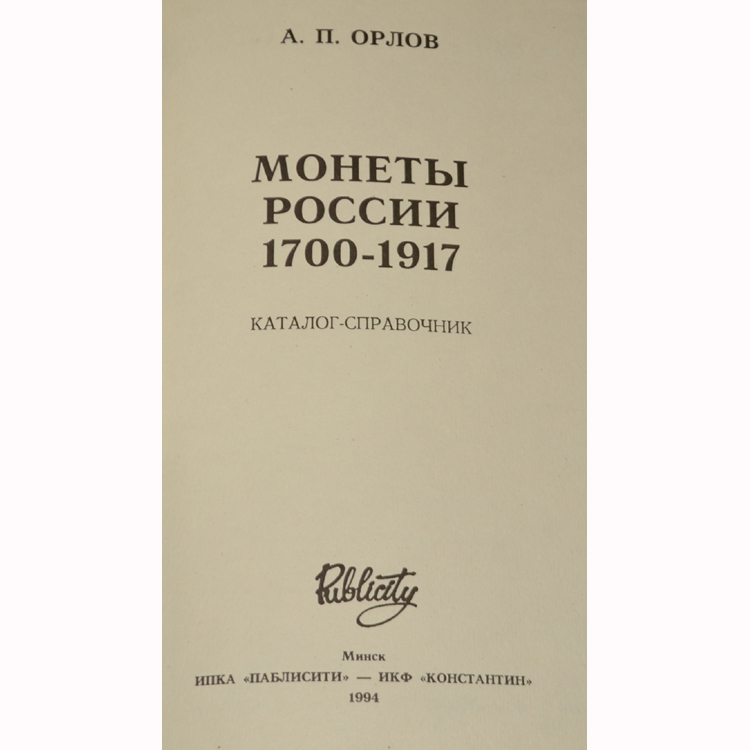 А. П. ОРЛОВ
МОНЕТЫ
РОССИИ
1700-1917
КАТАЛОГ-СПРАВОЧНИК
Publicity
Минск
ИПКА «ПАБЛИСИТИ» — ИКФ «КОНСТАНТИН»
1994